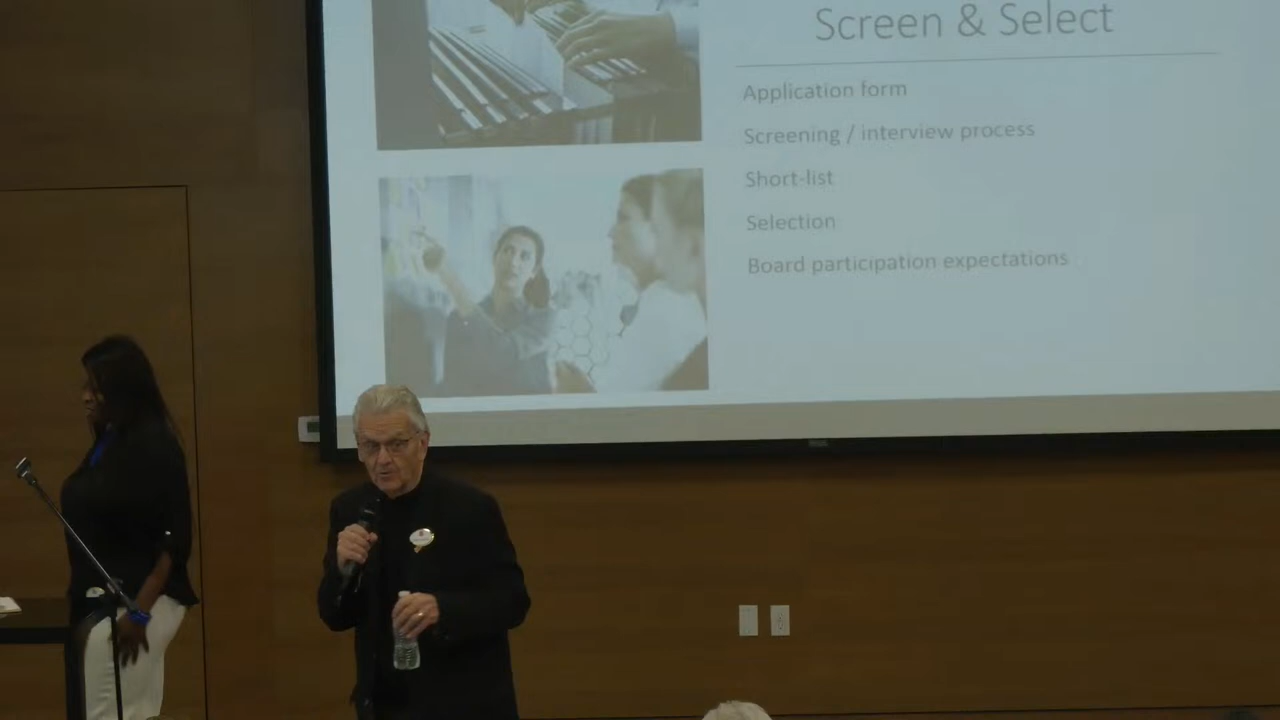 Screen & Select
Application form
Screening / interview process
Short-list
Selection
Board participation expectations